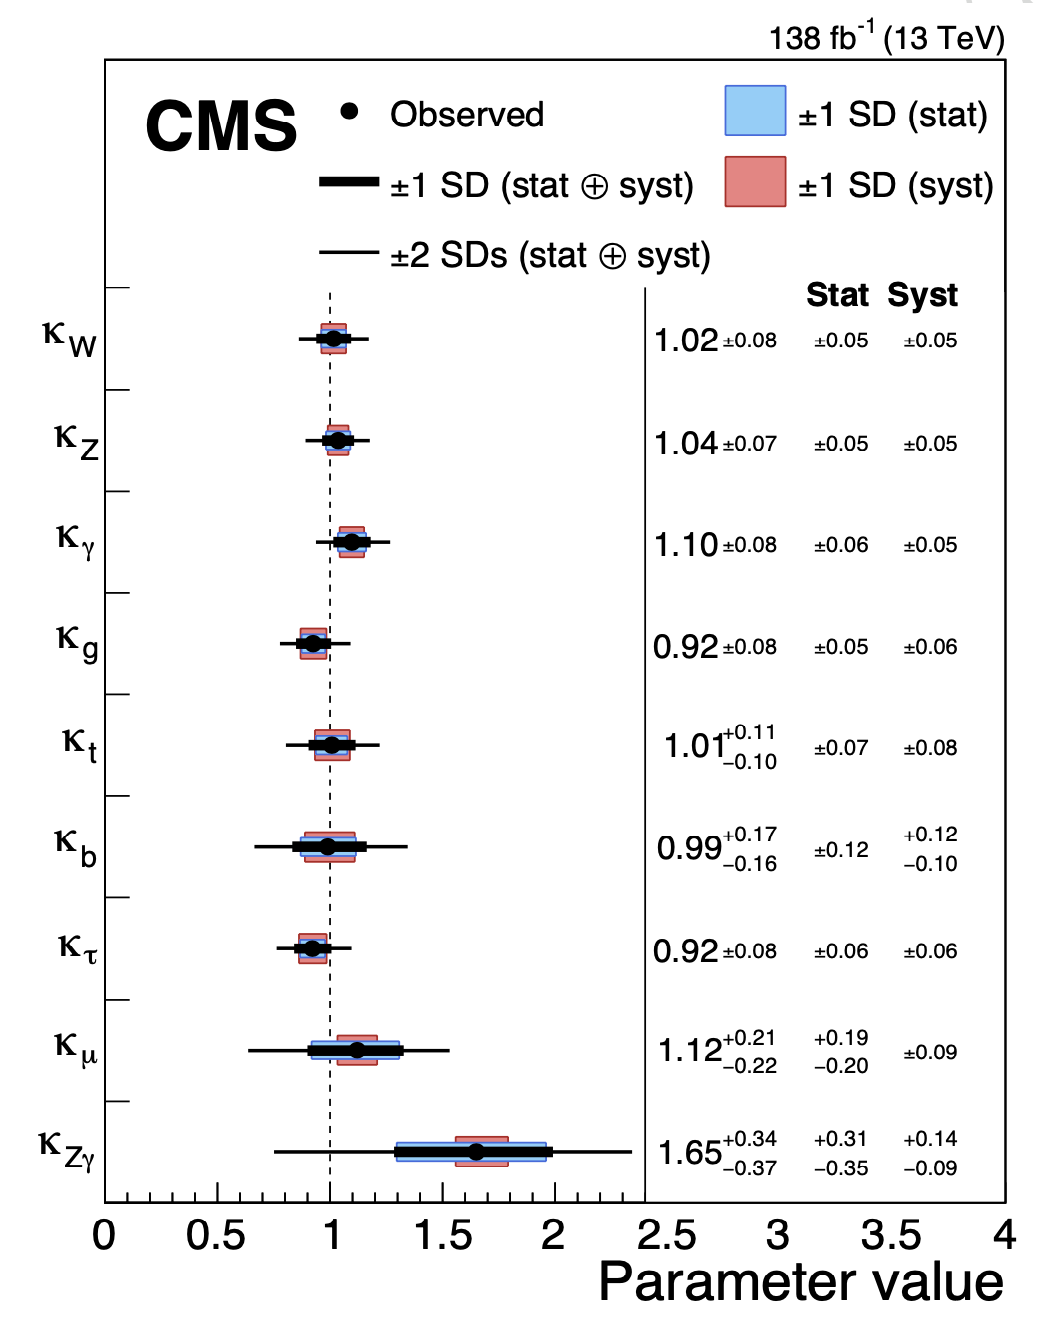 138 fb-1 (13 TeV)
CMS
Observed
±1 SD (stat)
±1 SD (stat ⊕ syst)
±1 SD (syst)
±2 SDs (stat ⊕ syst)
Stat Syst
κW 1.02 ±0.08 ±0.05 ±0.05
κZ 1.04 ±0.07 ±0.05 ±0.05
κγ 1.10 ±0.08 ±0.06 ±0.05
κg 0.92 ±0.08 ±0.05 ±0.06
κt 1.01 +0.11 −0.10 ±0.07 ±0.08
κb 0.99 +0.17 −0.16 ±0.12 +0.12 −0.10
κτ 0.92 ±0.08 ±0.06 ±0.06
κμ 1.12 +0.21 −0.22 +0.19 −0.20 ±0.09
κZγ 1.65 +0.34 −0.37 +0.31 −0.35 +0.14 −0.09
0 0.5 1 1.5 2 2.5 3 3.5 4
Parameter value